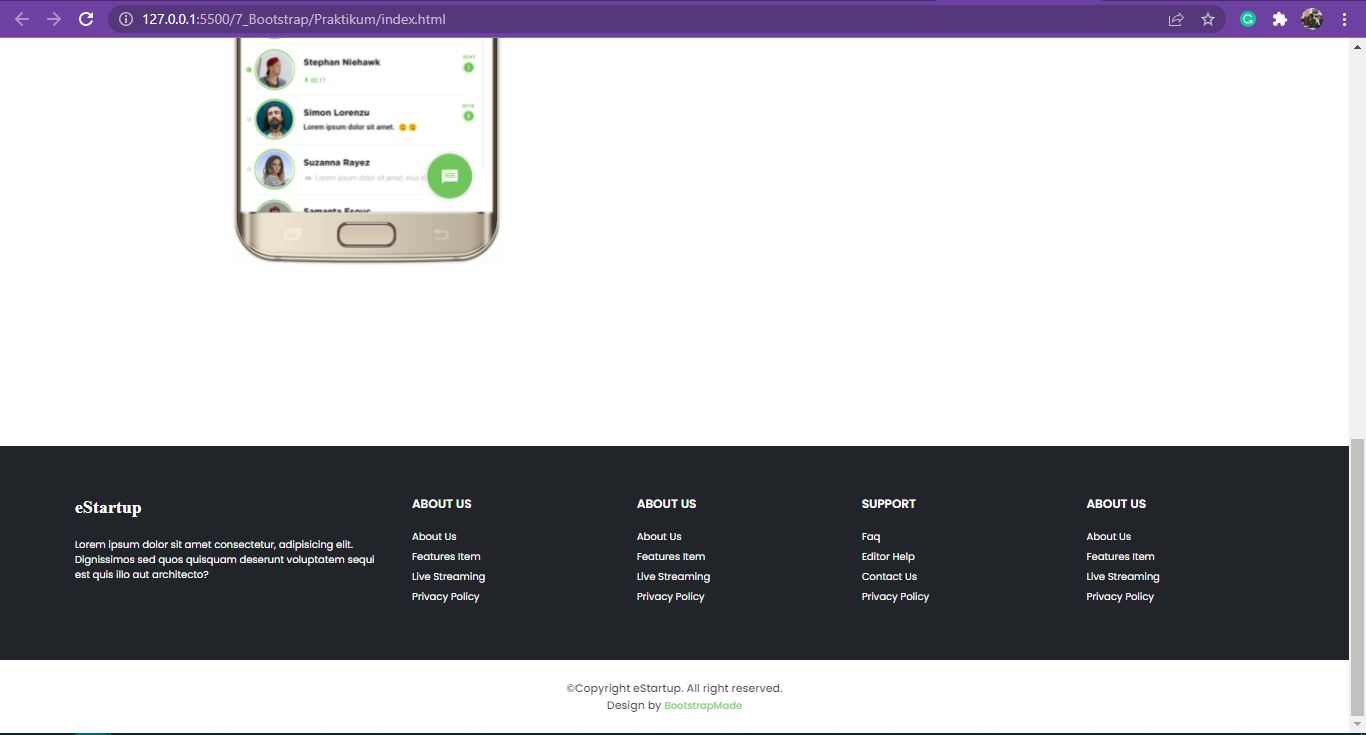 127.0.0.1:5500/7_Bootstrap/Praktikum/index.html
Stephan Niehawk
02:17
1
Simon Lorenzu
Lorem ipsum dolor sit amet.
Suzanna Rayez
Lorem ipsum dolor sit amet, eius
Samanta Esouc
eStartup
Lorem ipsum dolor sit amet consectetur, adipisicing elit.
Dignissimos sed quos quisquam deserunt voluptatem sequi
est quis illo aut architecto?
ABOUT US
About Us
Features Item
Live Streaming
Privacy Policy
ABOUT US
About Us
Features Item
Live Streaming
Privacy Policy
SUPPORT
Faq
Editor Help
Contact Us
Privacy Policy
ABOUT US
About Us
Features Item
Live Streaming
Privacy Policy
©Copyright eStartup. All right reserved.
Design by BootstrapMade